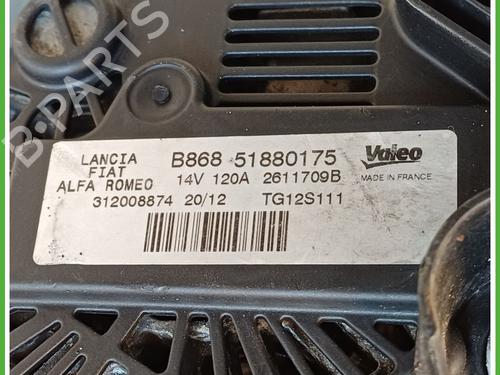 B-PARTS
LANCIA
FIAT
ALFA ROMEO
B868 51880175
14V 120A 2611709B
312008874 20/12 TG12S111
Valeo
MADE IN FRANCE